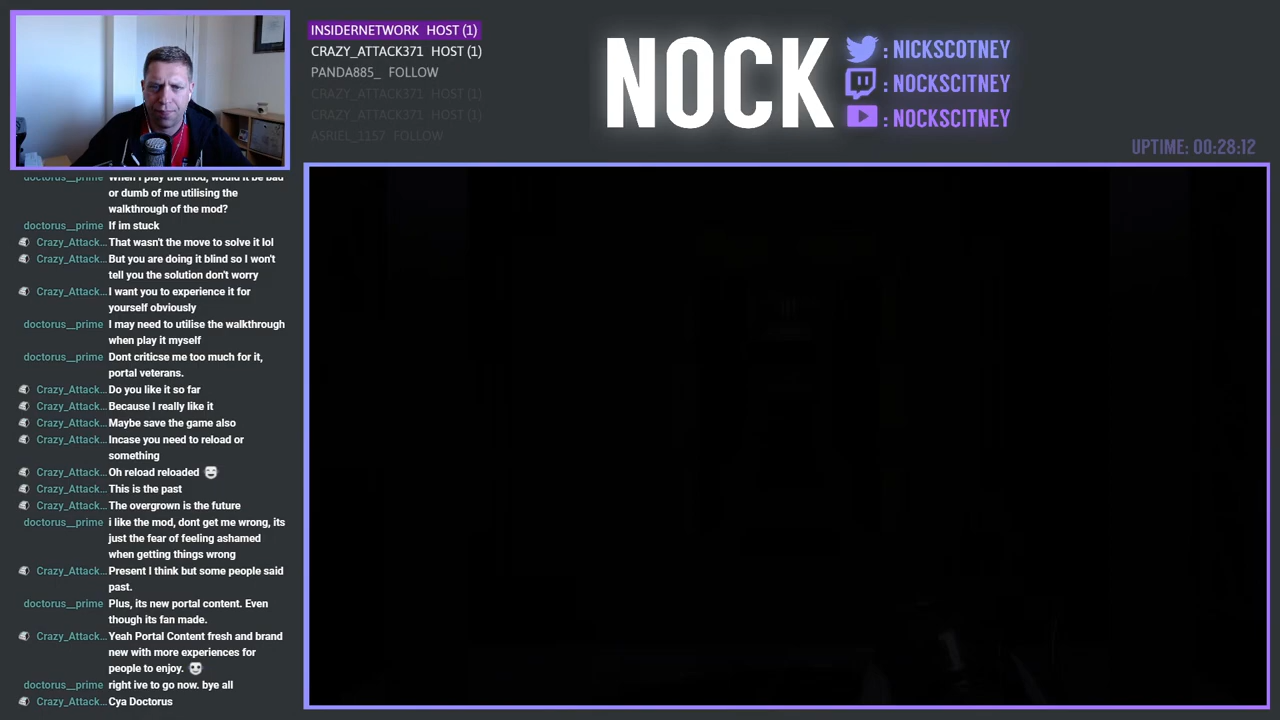 INSIDERNETWORK HOST (1)
CRAZY_ATTACK371 HOST (1)
PANDA885_ FOLLOW
CRAZY_ATTACK371 HOST (1)
CRAZY_ATTACK371 HOST (1)
ASRIEL_1157 FOLLOW
NOCK
: NICKSCOTNEY
: NOCKSCITNEY
: NOCKSCITNEY
UPTIME: 00:28:12
doctorus__prime When I play the mod, would it be bad
or dumb of me utilising the
walkthrough of the mod?
doctorus__prime If im stuck
Crazy_Attack... That wasn't the move to solve it lol
Crazy_Attack... But you are doing it blind so I won't
tell you the solution don't worry
Crazy_Attack... I want you to experience it for
yourself obviously
doctorus__prime I may need to utilise the walkthrough
when play it myself
doctorus__prime Dont criticse me too much for it,
portal veterans.
Crazy_Attack... Do you like it so far
Crazy_Attack... Because I really like it
Crazy_Attack... Maybe save the game also
Crazy_Attack... Incase you need to reload or
something
Crazy_Attack... Oh reload reloaded
Crazy_Attack... This is the past
Crazy_Attack... The overgrown is the future
doctorus__prime i like the mod, dont get me wrong, its
just the fear of feeling ashamed
when getting things wrong
Crazy_Attack... Present I think but some people said
past.
doctorus__prime Plus, its new portal content. Even
though its fan made.
Crazy_Attack... Yeah Portal Content fresh and brand
new with more experiences for
people to enjoy.
doctorus__prime right ive to go now. bye all
Crazy_Attack... Cya Doctorus